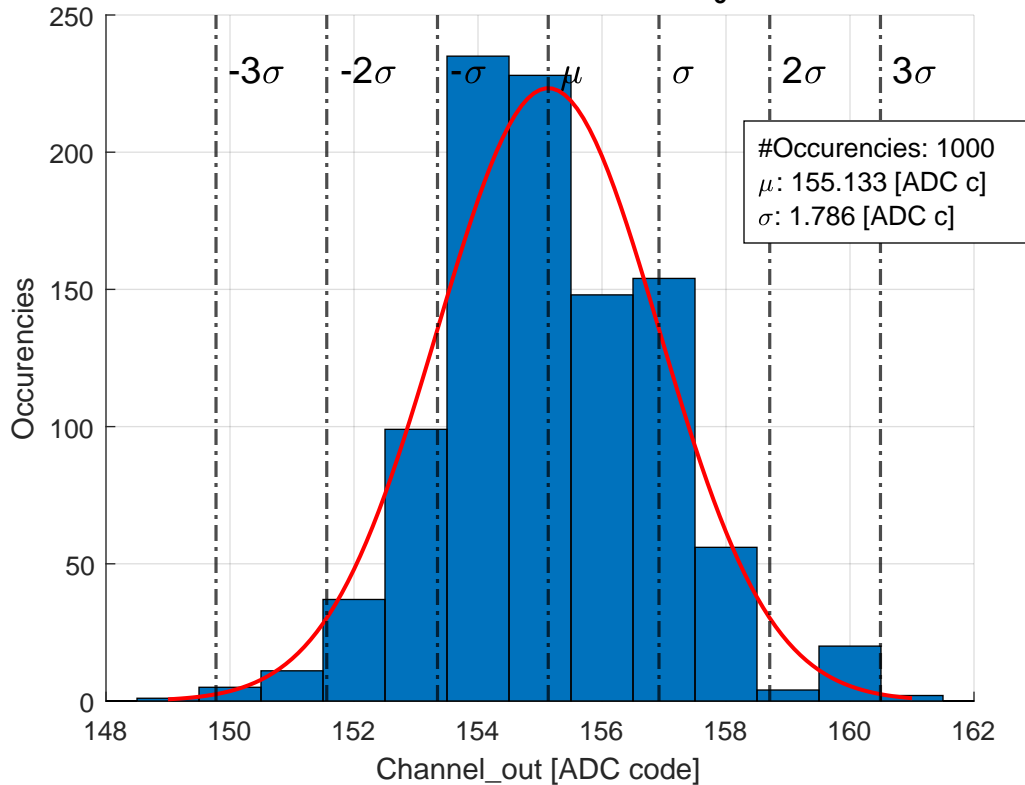 250
200
150
100
50
0
-3σ
-2σ
-σ
μ
σ
2σ
3σ
#Occurencies: 1000
μ: 155.133 [ADC c]
σ: 1.786 [ADC c]
Occurencies
148
150
152
154
156
158
160
162
Channel_out [ADC code]